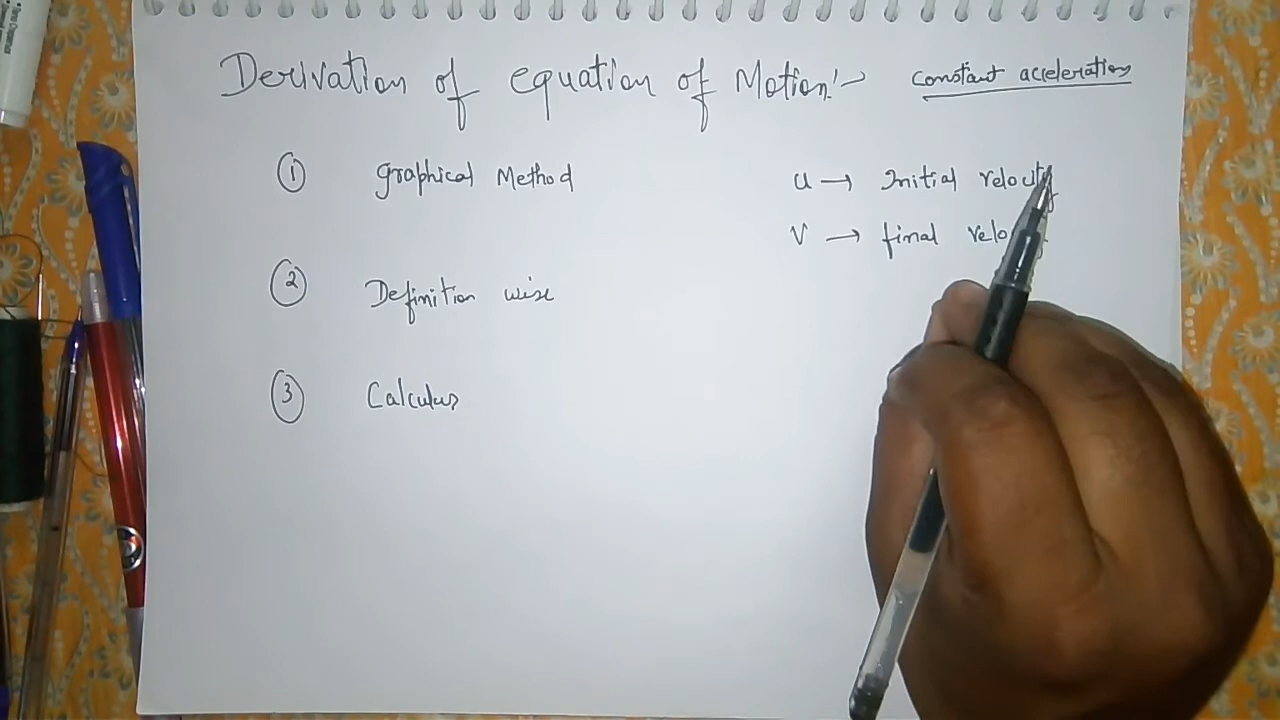 Derivation of equation of Motion:-
constant acceleration
① Graphical Method
② Definition wise
③ Calculus
u → Initial velocity
v → final